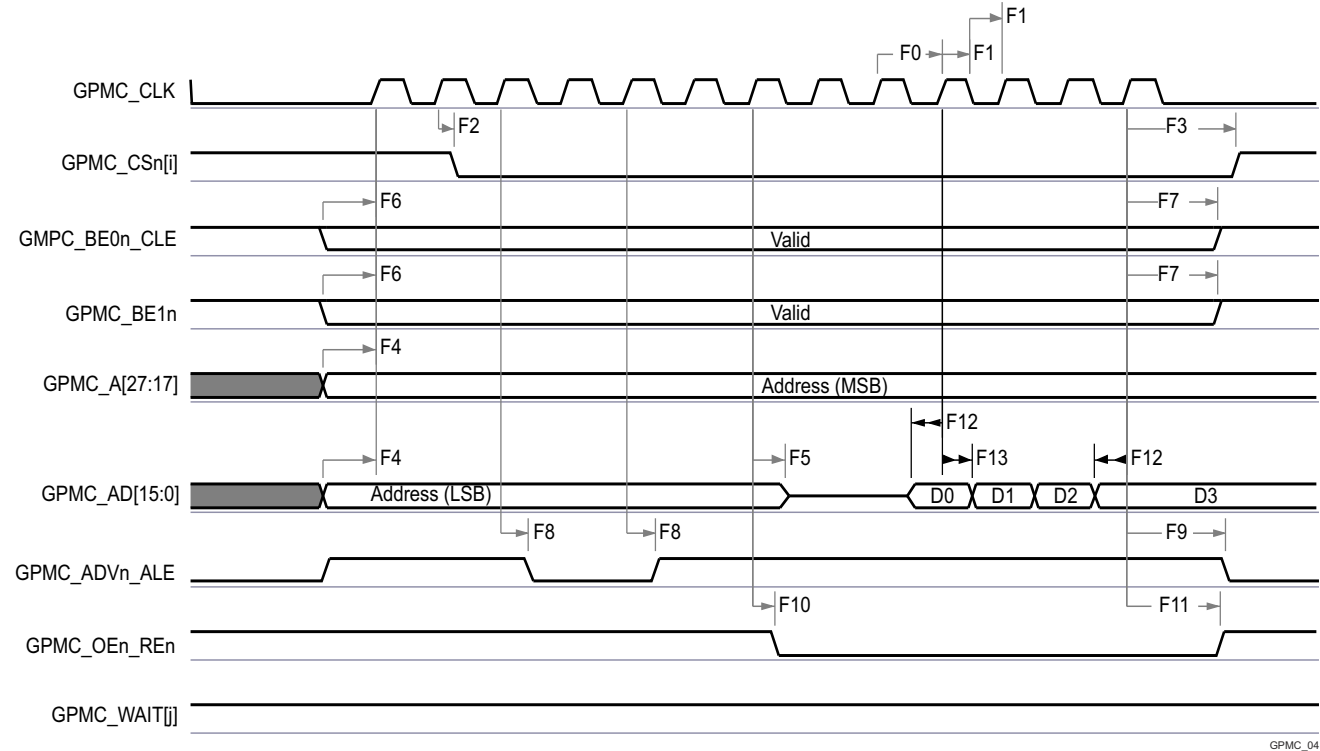 F1
F0 F1
GPMC_CLK
F2 F3
GPMC_CSn[i]
F6 F7
GMPC_BE0n_CLE Valid
F6 F7
GPMC_BE1n Valid
F4
GPMC_A[27:17] Address (MSB)
F12
F4 F5 F13 F12
GPMC_AD[15:0] Address (LSB) D0 D1 D2 D3
F8 F8 F9
GPMC_ADVn_ALE
F10 F11
GPMC_OEn_REn
GPMC_WAIT[j]
GPMC_04